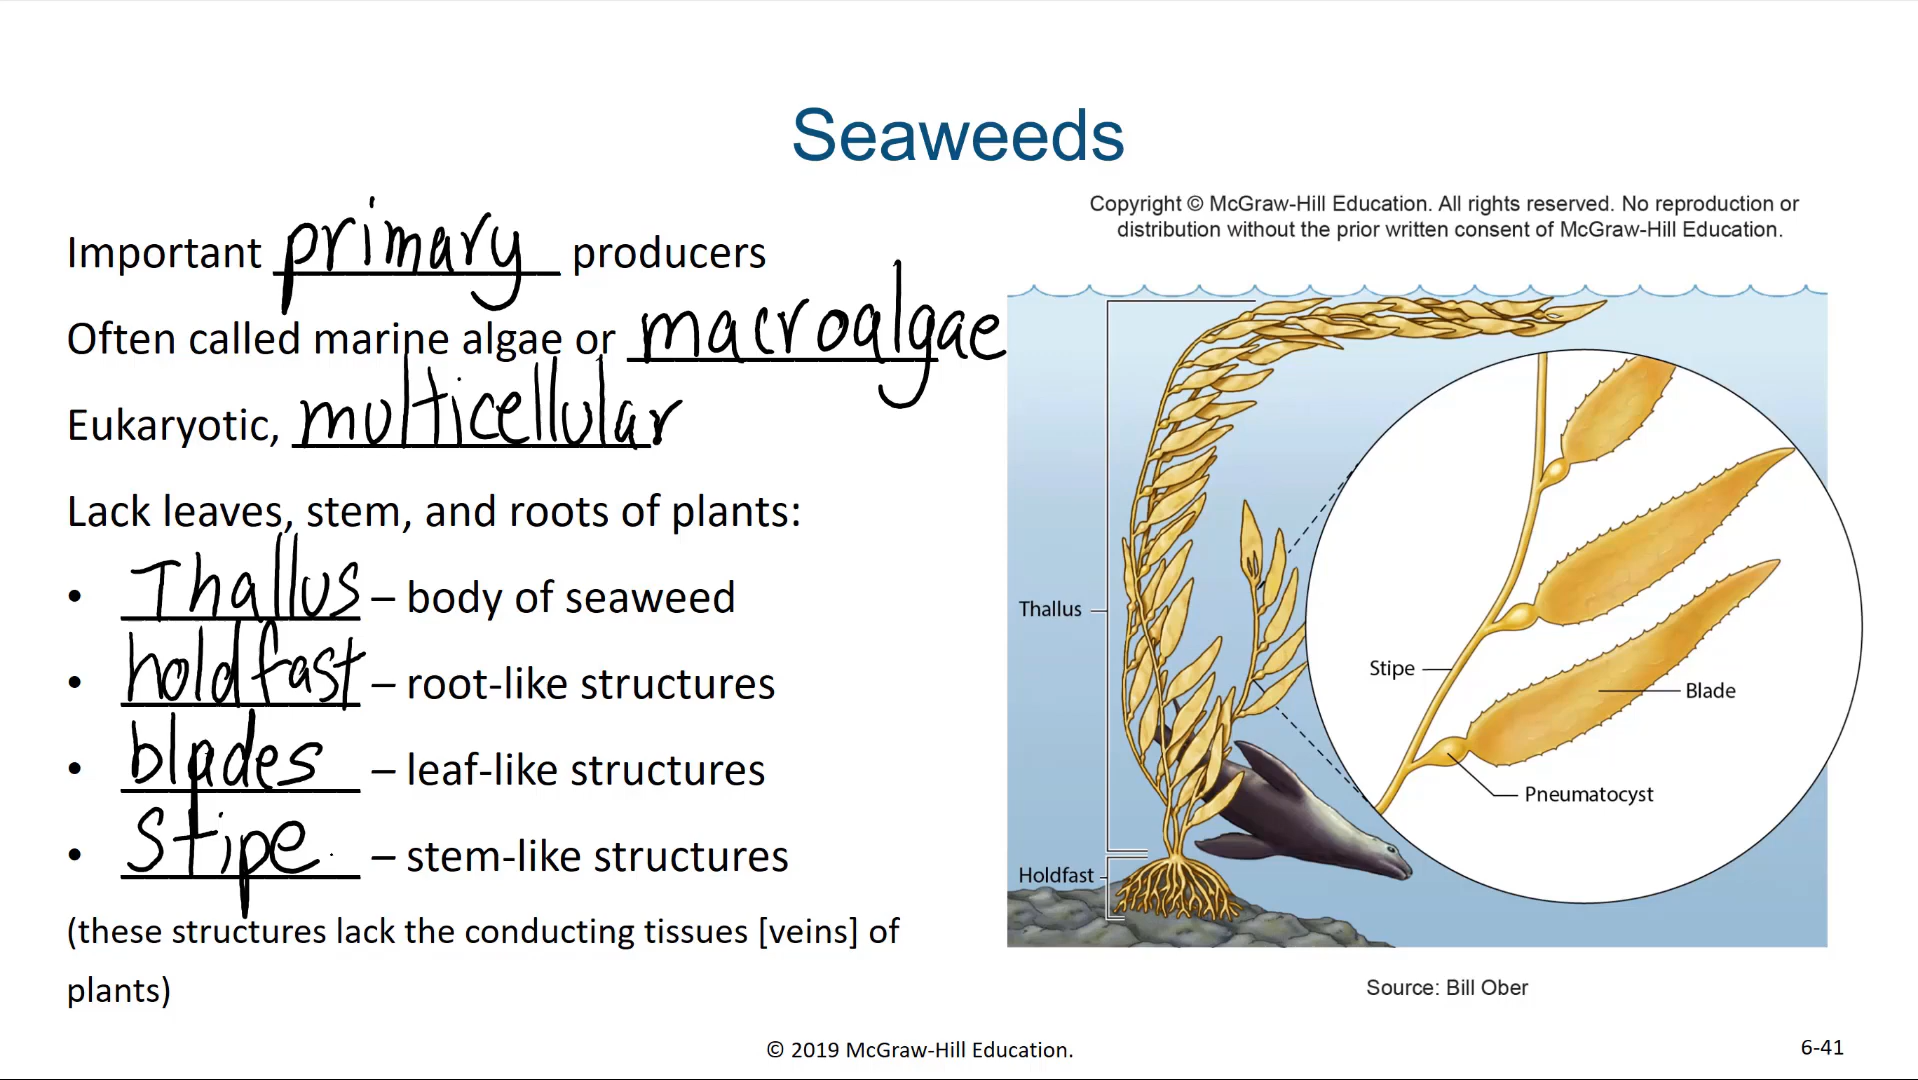 Seaweeds
Important primary producers
Often called marine algae or macroalgae
Eukaryotic, multicellular
Lack leaves, stem, and roots of plants:
• Thallus – body of seaweed
• holdfast – root-like structures
• blades – leaf-like structures
• Stipe – stem-like structures
(these structures lack the conducting tissues [veins] of
plants)
Copyright © McGraw-Hill Education. All rights reserved. No reproduction or
distribution without the prior written consent of McGraw-Hill Education.
Thallus
Stipe
Blade
Pneumatocyst
Holdfast
Source: Bill Ober
© 2019 McGraw-Hill Education.
6-41